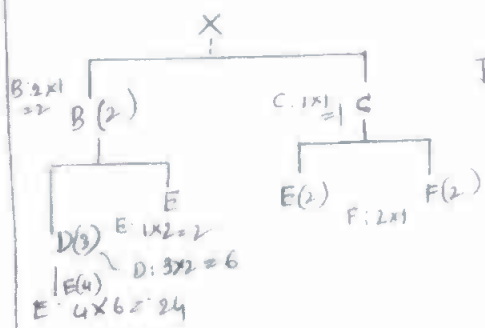 X
B: 2×1
=2
B (2)
C: 1×1
=1
C
E
E(2)
F(2)
D(3)
E: 1×2=2
F: 2×1
D: 3×2=6
E(4)
E: 4×6=24